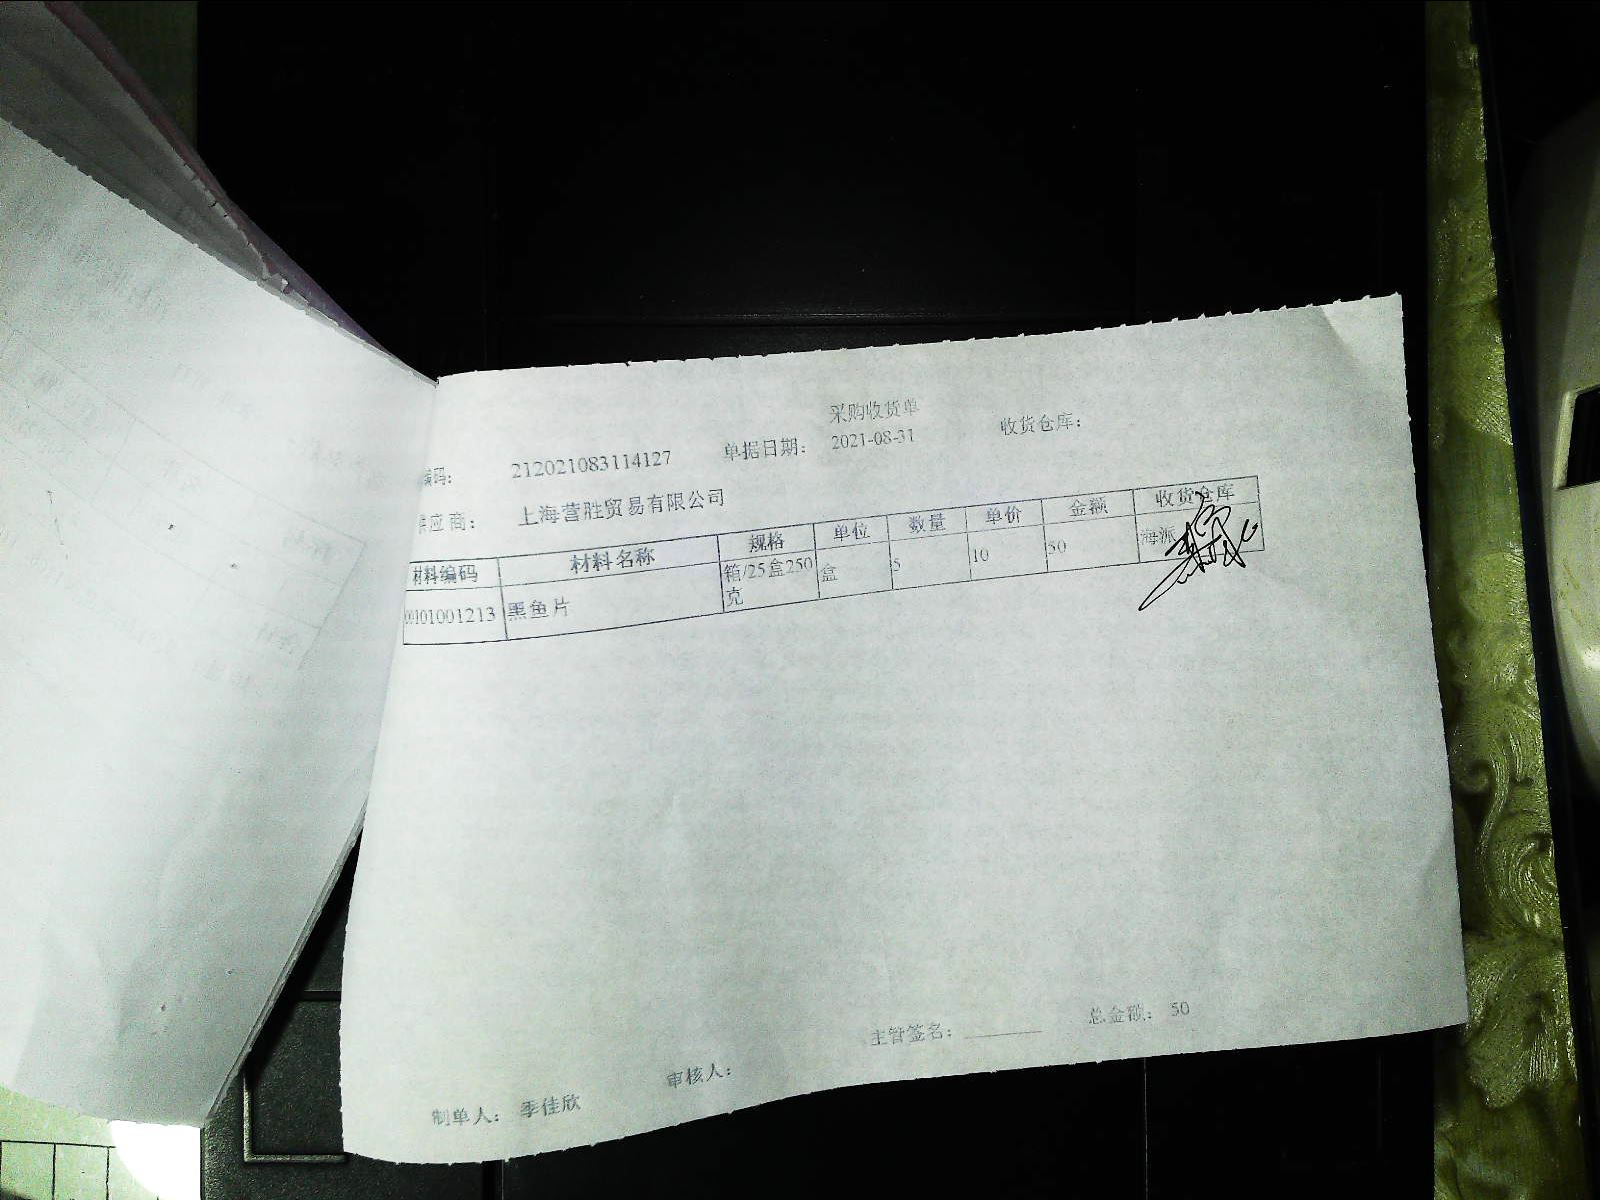 采购收货单
编码： 212021083114127 单据日期： 2021-08-31 收货仓库：
供应商： 上海营胜贸易有限公司
材料编码 材料名称 规格 单位 数量 单价 金额 收货仓库
00101001213 黑鱼片 箱/25盒250克 盒 5 10 50 海派
主管签名： 总金额： 50
制单人： 季佳欣 审核人：